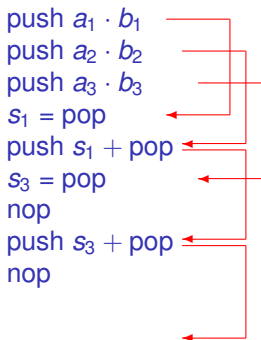 push a₁ · b₁
push a₂ · b₂
push a₃ · b₃
s₁ = pop
push s₁ + pop
s₃ = pop
nop
push s₃ + pop
nop